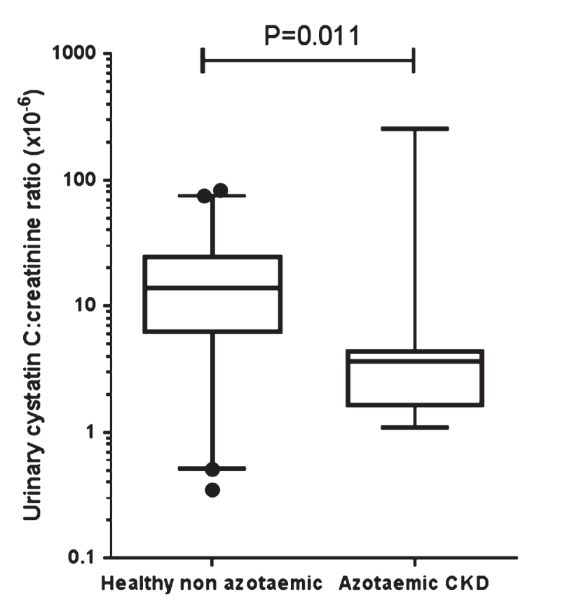 P=0.011
Urinary cystatin C:creatinine ratio (x10⁻⁶)
1000
100
10
1
0.1
Healthy non azotaemic Azotaemic CKD